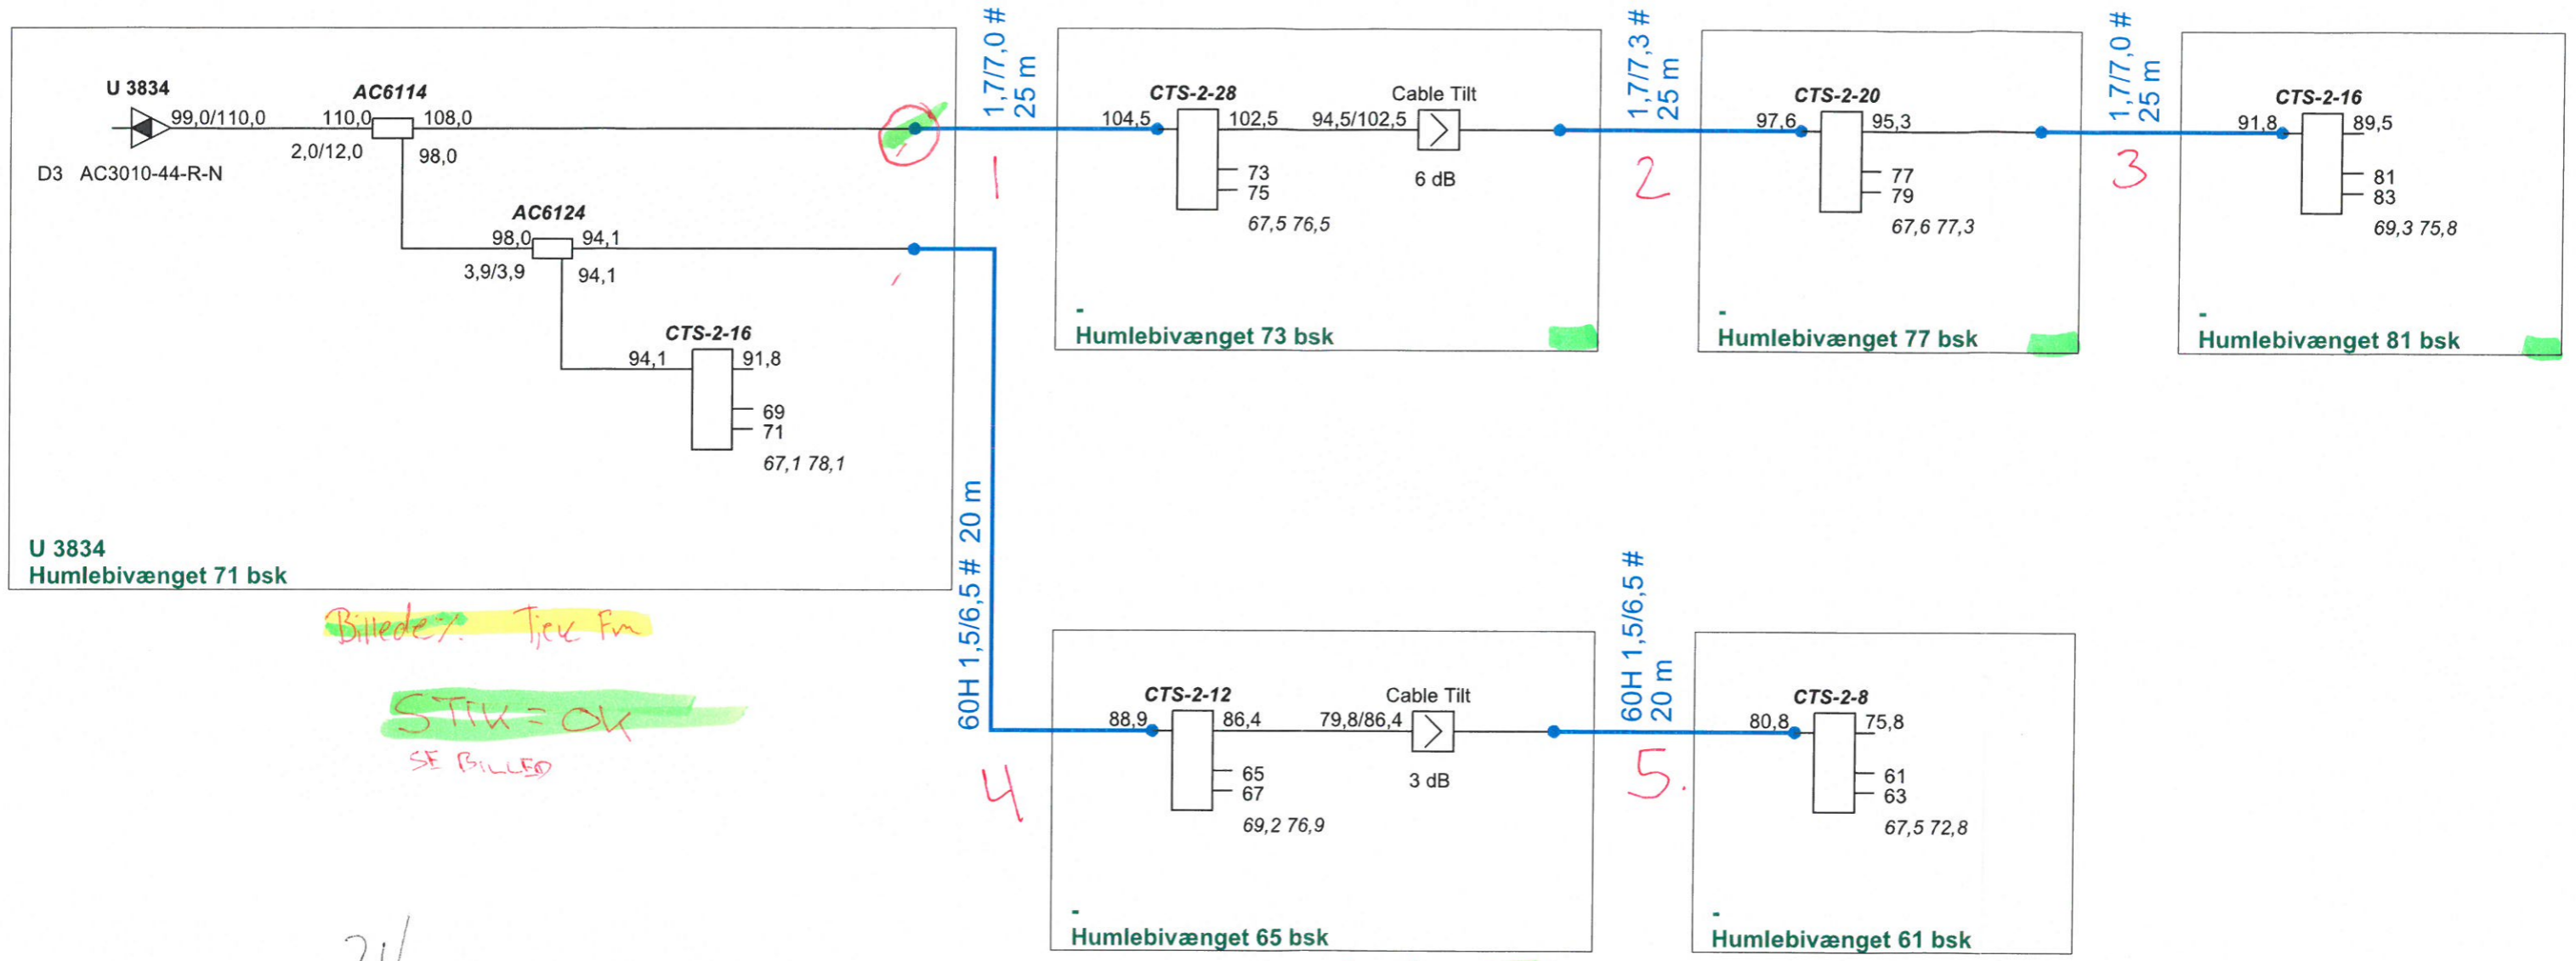 U 3834
99,0/110,0
D3 AC3010-44-R-N
AC6114
110,0 108,0
2,0/12,0 98,0
AC6124
98,0 94,1
3,9/3,9 94,1
CTS-2-16
94,1 91,8
69
71
67,1 78,1
U 3834
Humlebivænget 71 bsk
1,7/7,0 #
25 m
1
CTS-2-28
104,5 102,5
73
75
67,5 76,5
94,5/102,5
Cable Tilt
6 dB
-
Humlebivænget 73 bsk
1,7/7,3 #
25 m
2
CTS-2-20
97,6 95,3
77
79
67,6 77,3
-
Humlebivænget 77 bsk
1,7/7,0 #
25 m
3
CTS-2-16
91,8 89,5
81
83
69,3 75,8
-
Humlebivænget 81 bsk
60H 1,5/6,5 # 20 m
4
CTS-2-12
88,9 86,4
65
67
69,2 76,9
79,8/86,4
Cable Tilt
3 dB
-
Humlebivænget 65 bsk
60H 1,5/6,5 #
20 m
5.
CTS-2-8
80,8 75,8
61
63
67,5 72,8
-
Humlebivænget 61 bsk
Tjek Fm
STIK = OK
SE BILLED